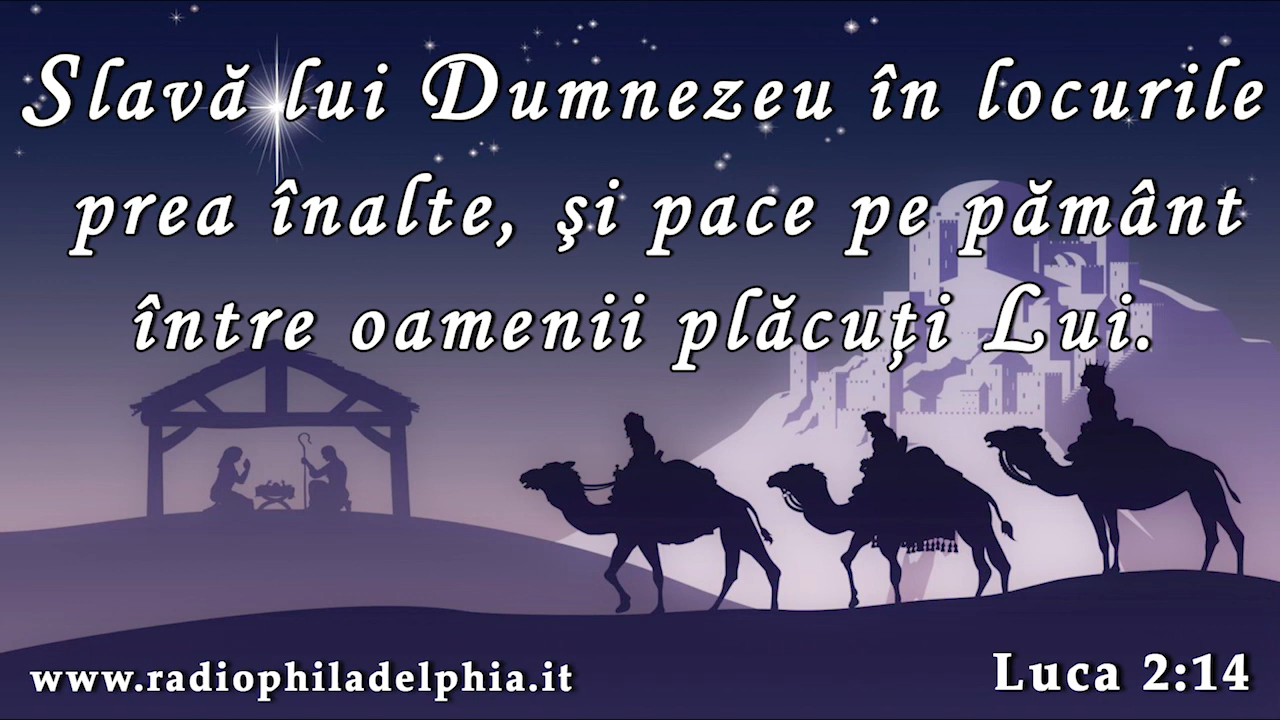 Slavă lui Dumnezeu în locurile
prea înalte, şi pace pe pământ
între oamenii plăcuţi Lui.
www.radiophiladelphia.it
Luca 2:14